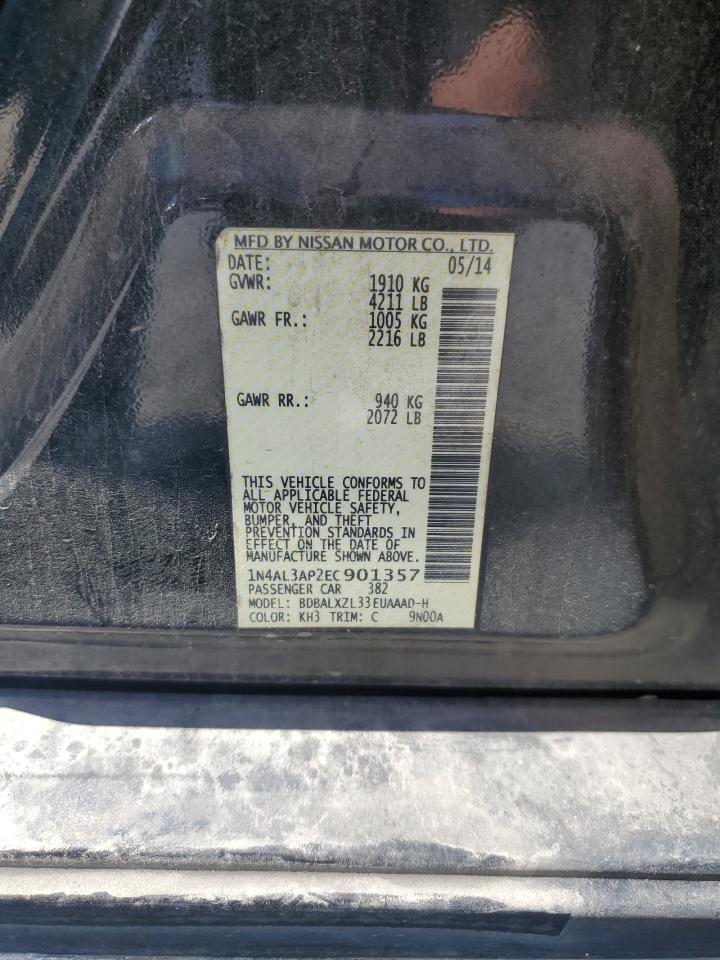 MFD BY NISSAN MOTOR CO., LTD.
DATE: 05/14
GVWR: 1910 KG
4211 LB
GAWR FR.: 1005 KG
2216 LB
GAWR RR.: 940 KG
2072 LB
THIS VEHICLE CONFORMS TO
ALL APPLICABLE FEDERAL
MOTOR VEHICLE SAFETY,
BUMPER, AND THEFT
PREVENTION STANDARDS IN
EFFECT ON THE DATE OF
MANUFACTURE SHOWN ABOVE.
1N4AL3AP2EC901357
PASSENGER CAR 382
MODEL: BDBALXZL33EUAAAD-H
COLOR: KH3 TRIM: C 9N00A